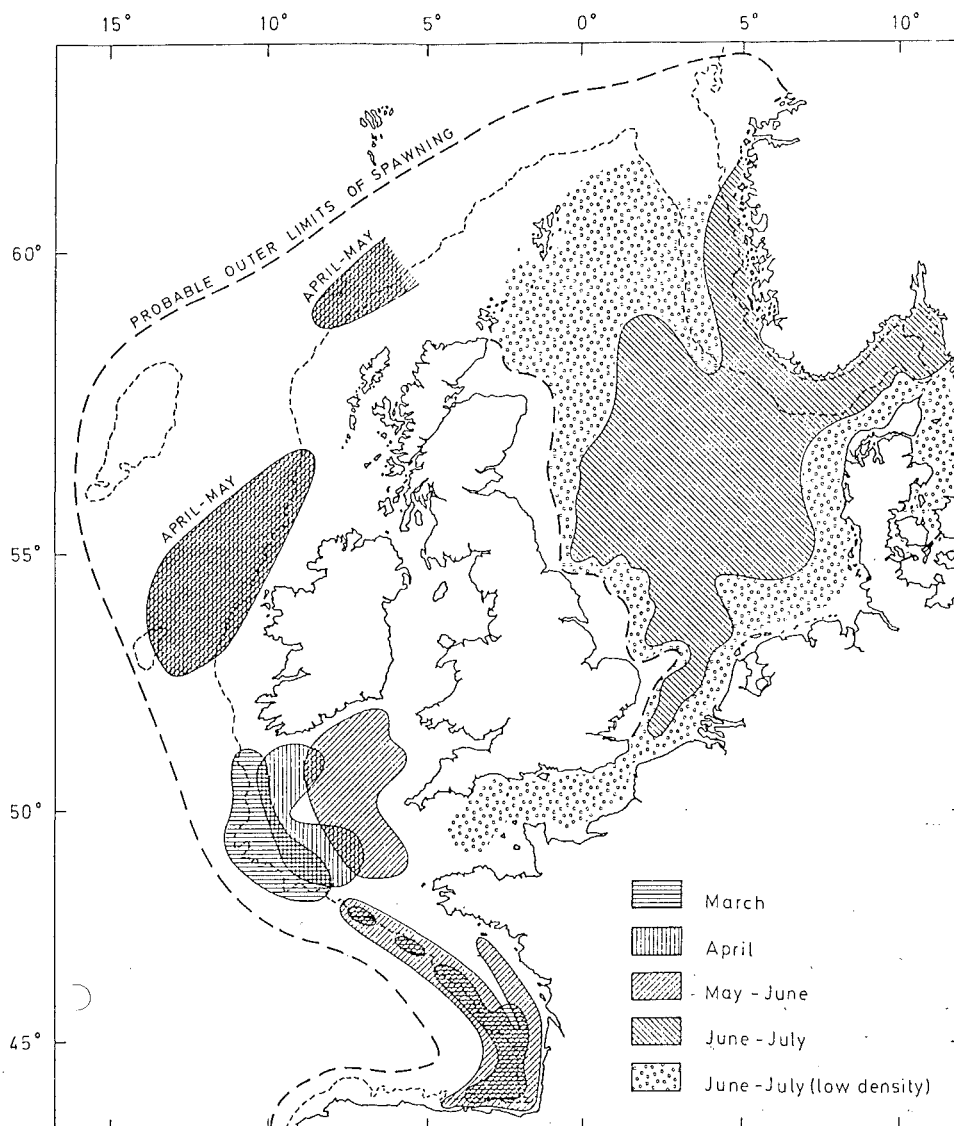 15° 10° 5° 0° 5° 10°
PROBABLE OUTER LIMITS OF SPAWNING
60°
APRIL-MAY
APRIL-MAY
55°
50°
March
April
May-June
45°
June-July
June-July (low density)